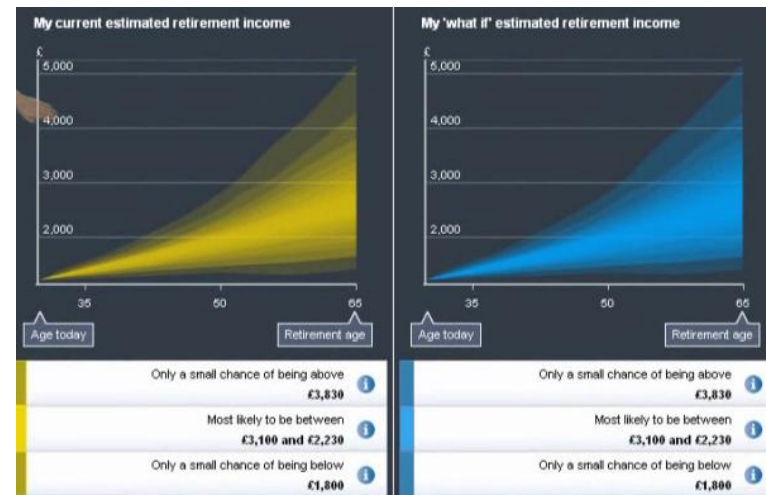 My current estimated retirement income
£
5,000
4,000
3,000
2,000
35
50
65
Age today
Retirement age
Only a small chance of being above
£3,830
Most likely to be between
£3,100 and £2,230
Only a small chance of being below
£1,800
My 'what if' estimated retirement income
£
5,000
4,000
3,000
2,000
35
50
65
Age today
Retirement age
Only a small chance of being above
£3,830
Most likely to be between
£3,100 and £2,230
Only a small chance of being below
£1,800